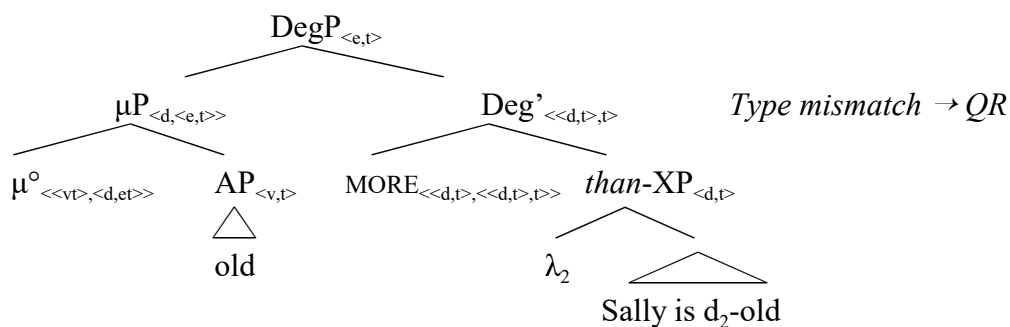 DegP<e,t>
μP<d,<e,t>> Deg’<<d,t>,t> Type mismatch → QR
μ°<<vt>,<d,et>> AP<v,t> MORE<<d,t>,<<d,t>,t>> than-XP<d,t>
old λ2
Sally is d2-old